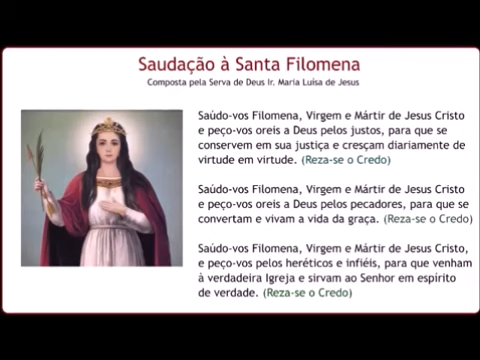 Saudação à Santa Filomena
Composta pela Serva de Deus Ir. Maria Luísa de Jesus
Saúdo-vos Filomena, Virgem e Mártir de Jesus Cristo
e peço-vos oreis a Deus pelos justos, para que se
conservem em sua justiça e cresçam diariamente de
virtude em virtude. (Reza-se o Credo)
Saúdo-vos Filomena, Virgem e Mártir de Jesus Cristo
e peço-vos oreis a Deus pelos pecadores, para que se
convertam e vivam a vida da graça. (Reza-se o Credo)
Saúdo-vos Filomena, Virgem e Mártir de Jesus Cristo,
e peço-vos pelos heréticos e infiéis, para que venham
à verdadeira Igreja e sirvam ao Senhor em espírito
de verdade. (Reza-se o Credo)